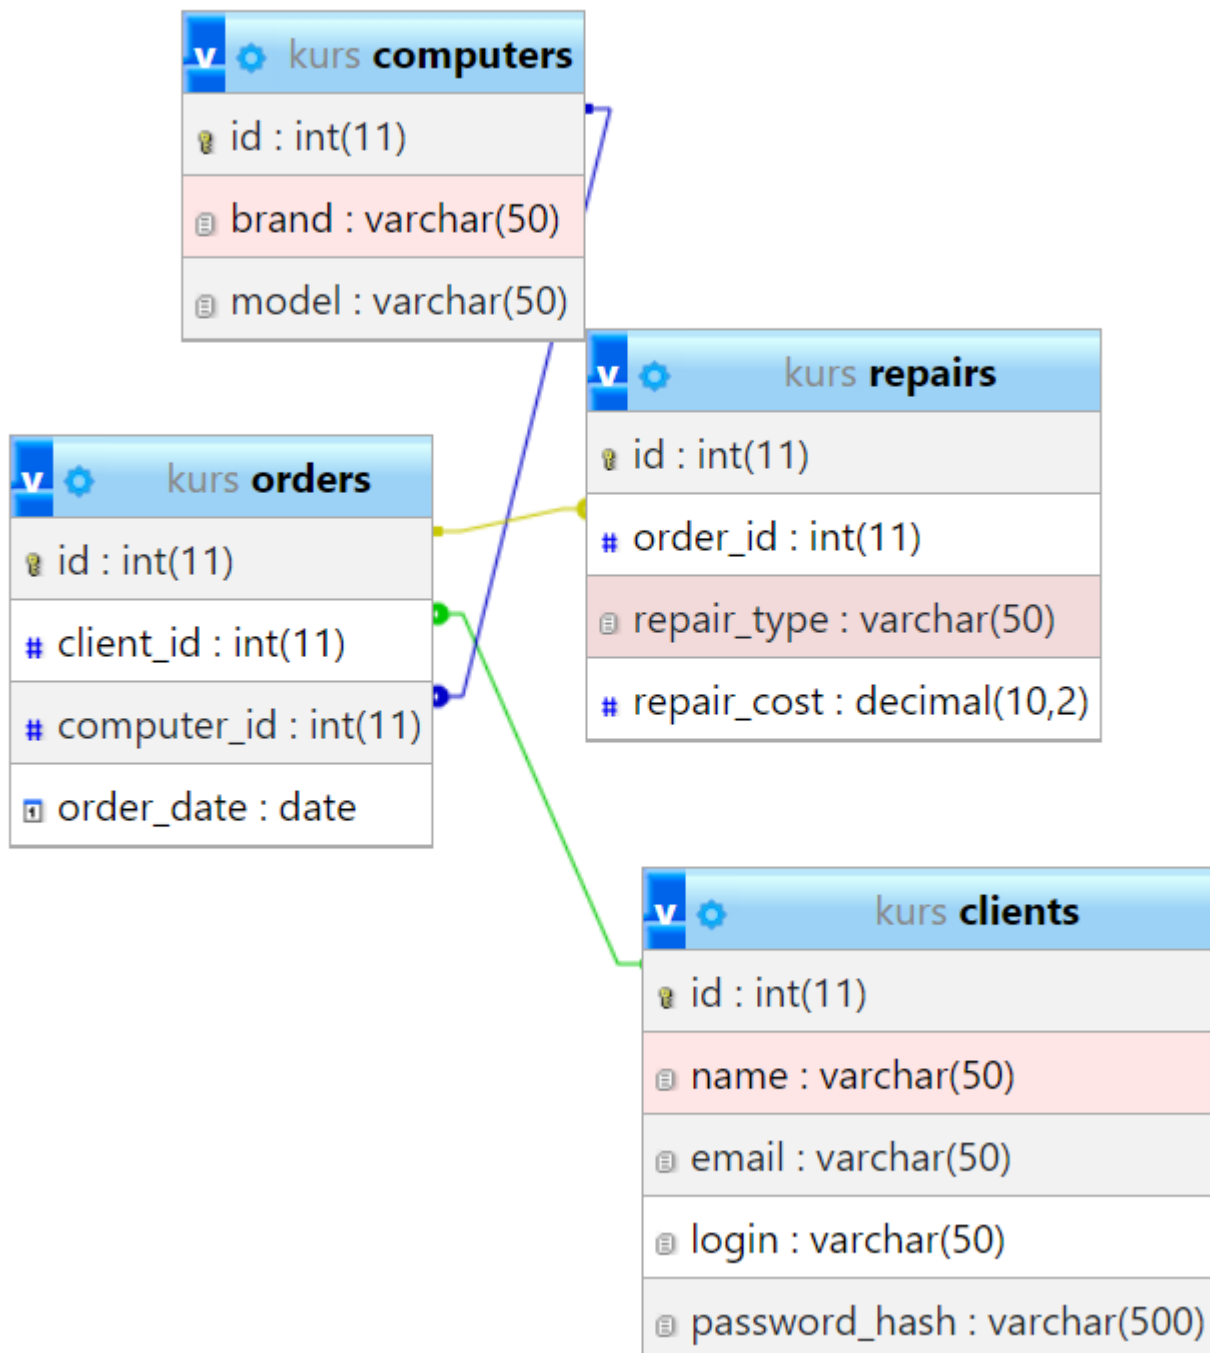 v kurs computers
id : int(11)
brand : varchar(50)
model : varchar(50)
v kurs repairs
id : int(11)
# order_id : int(11)
repair_type : varchar(50)
# repair_cost : decimal(10,2)
v kurs orders
id : int(11)
# client_id : int(11)
# computer_id : int(11)
order_date : date
v kurs clients
id : int(11)
name : varchar(50)
email : varchar(50)
login : varchar(50)
password_hash : varchar(500)